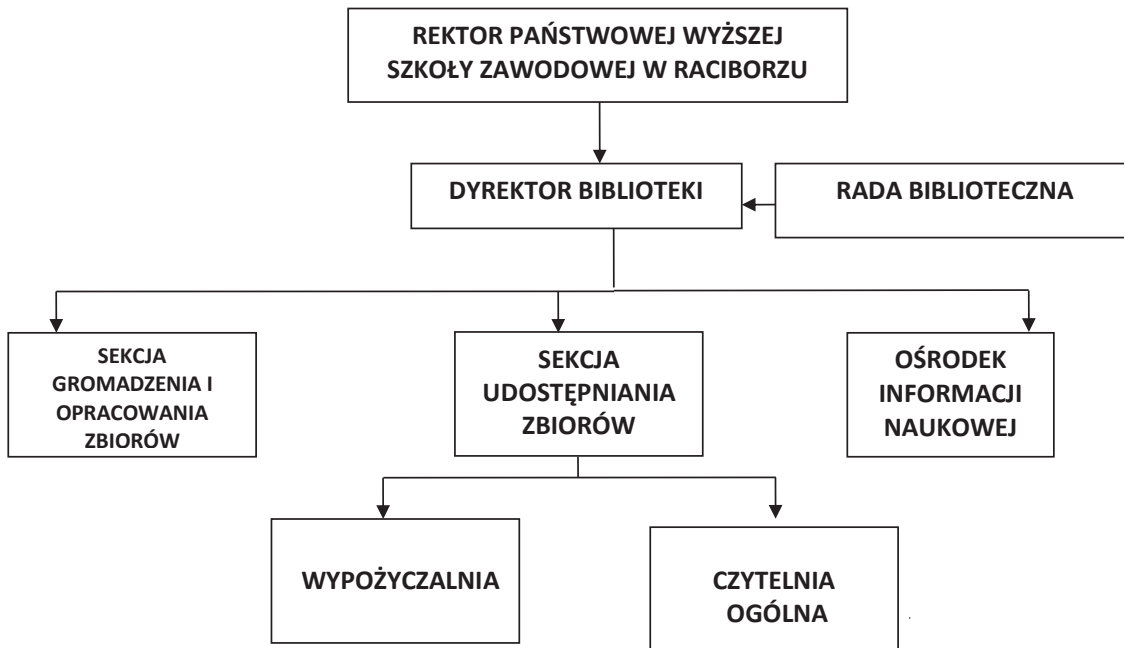 REKTOR PAŃSTWOWEJ WYŻSZEJ
SZKOŁY ZAWODOWEJ W RACIBORZU
DYREKTOR BIBLIOTEKI
RADA BIBLIOTECZNA
SEKCJA
GROMADZENIA I
OPRACOWANIA
ZBIORÓW
SEKCJA
UDOSTĘPNIANIA
ZBIORÓW
OŚRODEK
INFORMACJI
NAUKOWEJ
WYPOŻYCZALNIA
CZYTELNIA
OGÓLNA